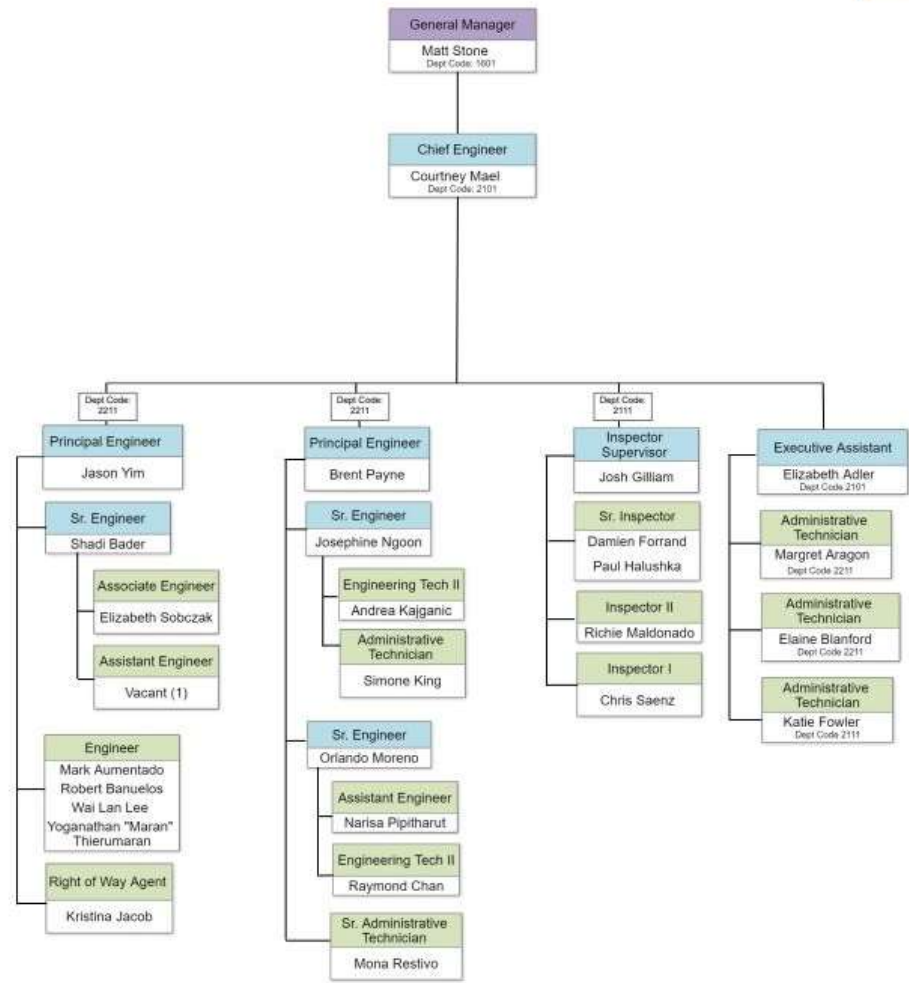 General Manager
Matt Stone
Dept Code: 1601
Chief Engineer
Courtney Mael
Dept Code: 2101
Dept Code:
2211
Principal Engineer
Jason Yim
Sr. Engineer
Shadi Bader
Associate Engineer
Elizabeth Sobczak
Assistant Engineer
Vacant (1)
Engineer
Mark Aumentado
Robert Banuelos
Wai Lan Lee
Yoganathan "Maran"
Thierumaran
Right of Way Agent
Kristina Jacob
Dept Code:
2211
Principal Engineer
Brent Payne
Sr. Engineer
Josephine Ngoon
Engineering Tech II
Andrea Kajganic
Administrative
Technician
Simone King
Sr. Engineer
Orlando Moreno
Assistant Engineer
Narisa Pipitharut
Engineering Tech II
Raymond Chan
Sr. Administrative
Technician
Mona Restivo
Dept Code:
2111
Inspector
Supervisor
Josh Gilliam
Sr. Inspector
Damien Forrand
Paul Halushka
Inspector II
Richie Maldonado
Inspector I
Chris Saenz
Executive Assistant
Elizabeth Adler
Dept Code 2101
Administrative
Technician
Margret Aragon
Dept Code 2211
Administrative
Technician
Elaine Blanford
Dept Code 2211
Administrative
Technician
Katie Fowler
Dept Code 2111